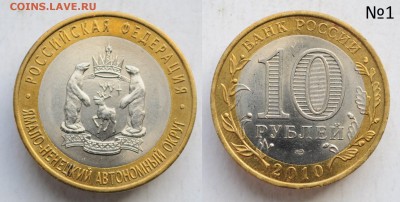 COINS.LAVE.RU
№1
РОССИЙСКАЯ ФЕДЕРАЦИЯ
ЯМАЛО-НЕНЕЦКИЙ АВТОНОМНЫЙ ОКРУГ
БАНК РОССИИ
10
РУБЛЕЙ
2010